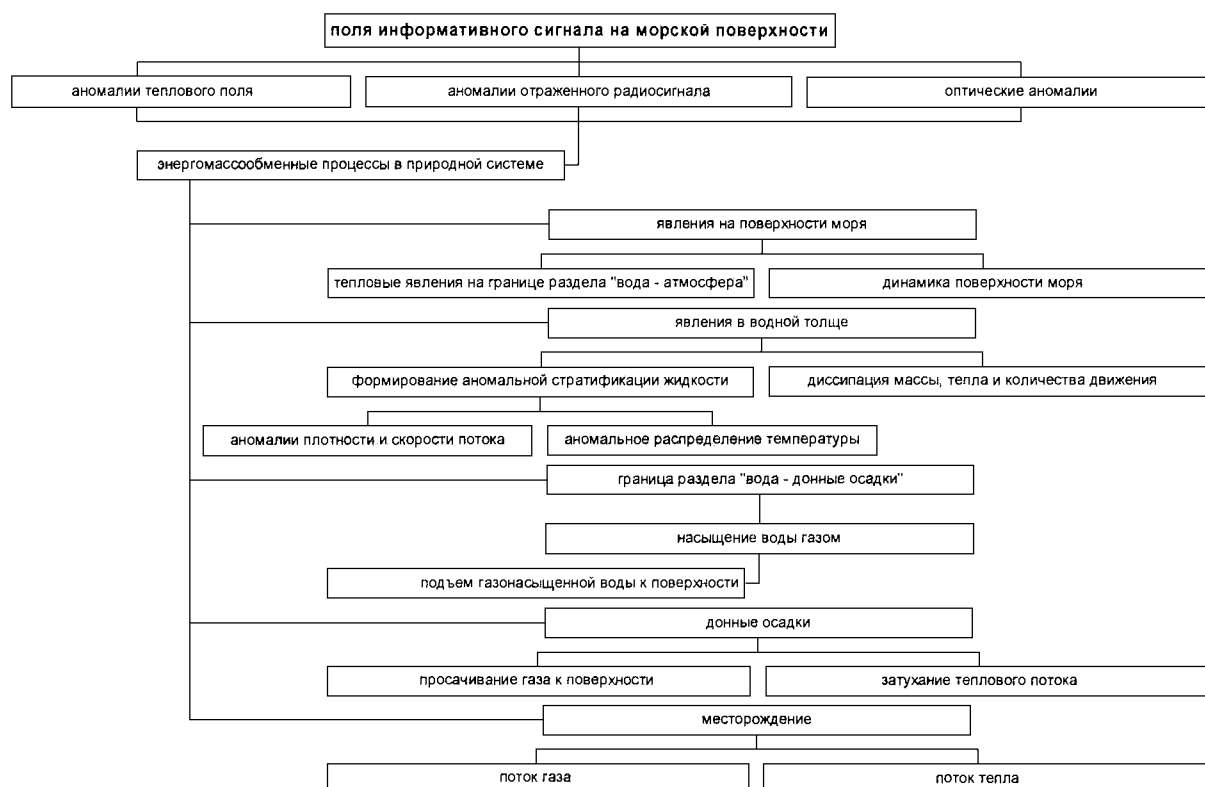 поля информативного сигнала на морской поверхности
аномалии теплового поля
аномалии отраженного радиосигнала
оптические аномалии
энергомассообменные процессы в природной системе
явления на поверхности моря
тепловые явления на границе раздела "вода - атмосфера"
динамика поверхности моря
явления в водной толще
формирование аномальной стратификации жидкости
диссипация массы, тепла и количества движения
аномалии плотности и скорости потока
аномальное распределение температуры
граница раздела "вода - донные осадки"
насыщение воды газом
подъем газонасыщенной воды к поверхности
донные осадки
просачивание газа к поверхности
затухание теплового потока
месторождение
поток газа
поток тепла